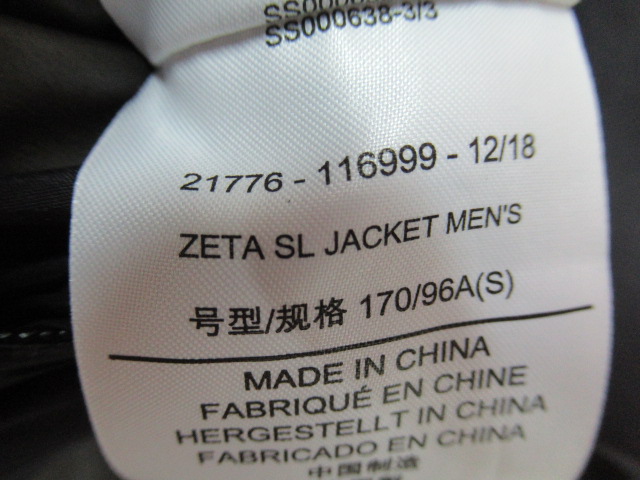 SS000638-3/3
21776 - 116999 - 12/18
ZETA SL JACKET MEN'S
号型/规格 170/96A(S)
MADE IN CHINA
FABRIQUÉ EN CHINE
HERGESTELLT IN CHINA
FABRICADO EN CHINA
中国制造